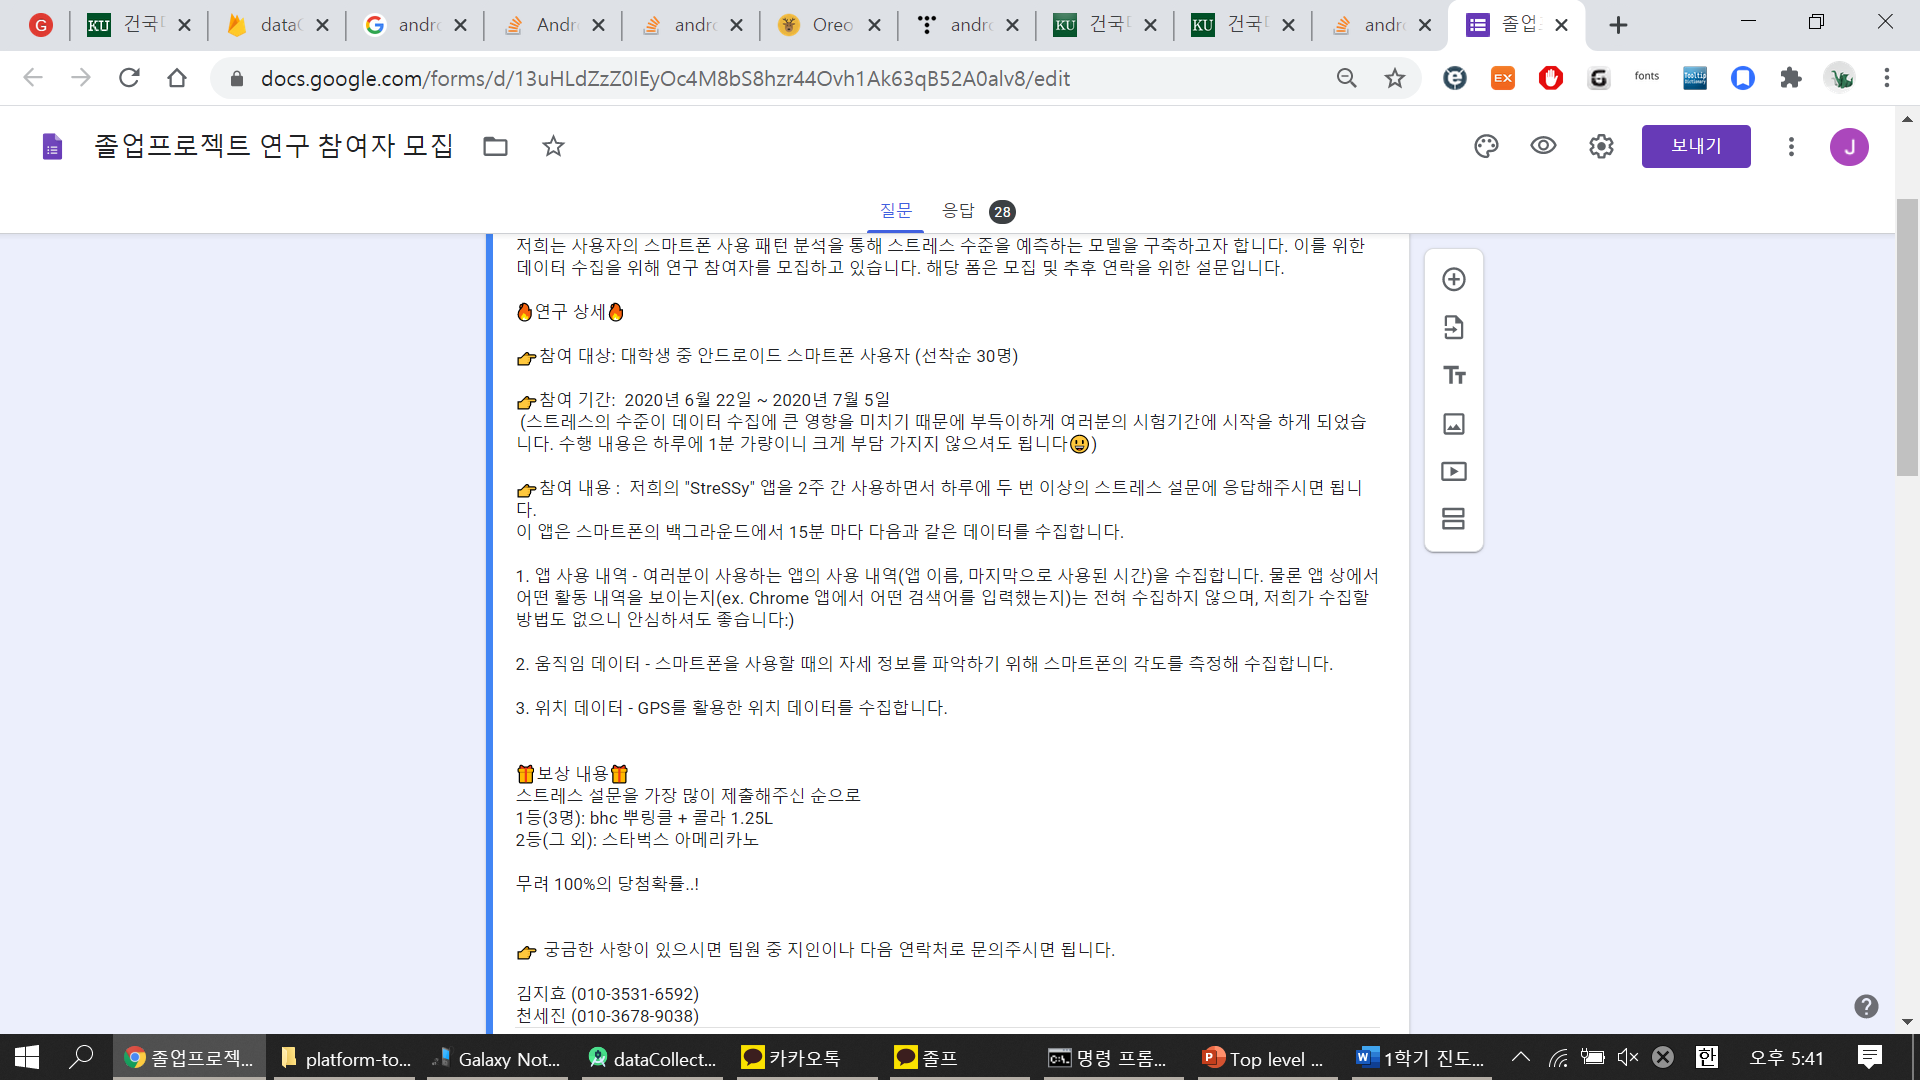 G
KU 건국
data
andr
Andr
andr
Oreo
andr
KU 건국
KU 건국
andr
졸업
docs.google.com/forms/d/13uHLdZzZ0IEyOc4M8bS8hzr44Ovh1Ak63qB52A0alv8/edit
EX
fonts
졸업프로젝트 연구 참여자 모집
보내기
J
질문 응답 28
저희는 사용자의 스마트폰 사용 패턴 분석을 통해 스트레스 수준을 예측하는 모델을 구축하고자 합니다. 이를 위한
데이터 수집을 위해 연구 참여자를 모집하고 있습니다. 해당 폼은 모집 및 추후 연락을 위한 설문입니다.
🔥연구 상세🔥
👉참여 대상: 대학생 중 안드로이드 스마트폰 사용자 (선착순 30명)
👉참여 기간: 2020년 6월 22일 ~ 2020년 7월 5일
(스트레스의 수준이 데이터 수집에 큰 영향을 미치기 때문에 부득이하게 여러분의 시험기간에 시작을 하게 되었습
니다. 수행 내용은 하루에 1분 가량이니 크게 부담 가지지 않으셔도 됩니다😀)
👉참여 내용 : 저희의 "StreSSy" 앱을 2주 간 사용하면서 하루에 두 번 이상의 스트레스 설문에 응답해주시면 됩니
다.
이 앱은 스마트폰의 백그라운드에서 15분 마다 다음과 같은 데이터를 수집합니다.
1. 앱 사용 내역 - 여러분이 사용하는 앱의 사용 내역(앱 이름, 마지막으로 사용된 시간)을 수집합니다. 물론 앱 상에서
어떤 활동 내역을 보이는지(ex. Chrome 앱에서 어떤 검색어를 입력했는지)는 전혀 수집하지 않으며, 저희가 수집할
방법도 없으니 안심하셔도 좋습니다:)
2. 움직임 데이터 - 스마트폰을 사용할 때의 자세 정보를 파악하기 위해 스마트폰의 각도를 측정해 수집합니다.
3. 위치 데이터 - GPS를 활용한 위치 데이터를 수집합니다.
🎁보상 내용🎁
스트레스 설문을 가장 많이 제출해주신 순으로
1등(3명): bhc 뿌링클 + 콜라 1.25L
2등(그 외): 스타벅스 아메리카노
무려 100%의 당첨확률..!
👉 궁금한 사항이 있으시면 팀원 중 지인이나 다음 연락처로 문의주시면 됩니다.
김지효 (010-3531-6592)
천세진 (010-3678-9038)
졸업프로젝...
platform-to...
Galaxy Not...
dataCollect...
카카오톡
졸프
명령 프롬...
Top level ...
1학기 진도...
한
오후 5:41